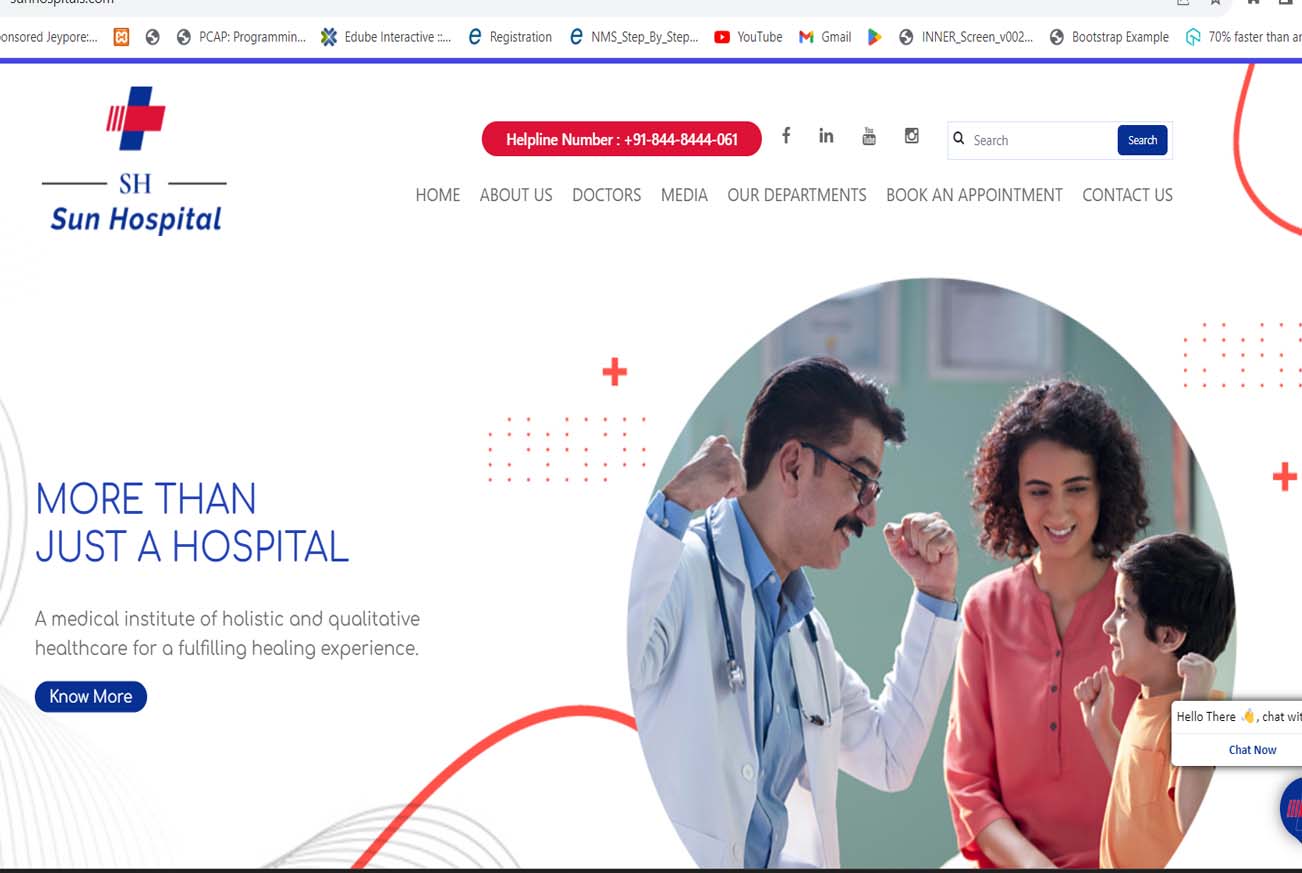 sunhospitals.com
onsored Jeypore:...
PCAP: Programmin...
Edube Interactive ::...
Registration
NMS_Step_By_Step...
YouTube
Gmail
INNER_Screen_v002...
Bootstrap Example
70% faster than an
Helpline Number : +91-844-8444-061
You
Tube
Search
Search
SH
Sun Hospital
HOME
ABOUT US
DOCTORS
MEDIA
OUR DEPARTMENTS
BOOK AN APPOINTMENT
CONTACT US
MORE THAN
JUST A HOSPITAL
A medical institute of holistic and qualitative
healthcare for a fulfilling healing experience.
Know More
Hello There 👋, chat wit
Chat Now